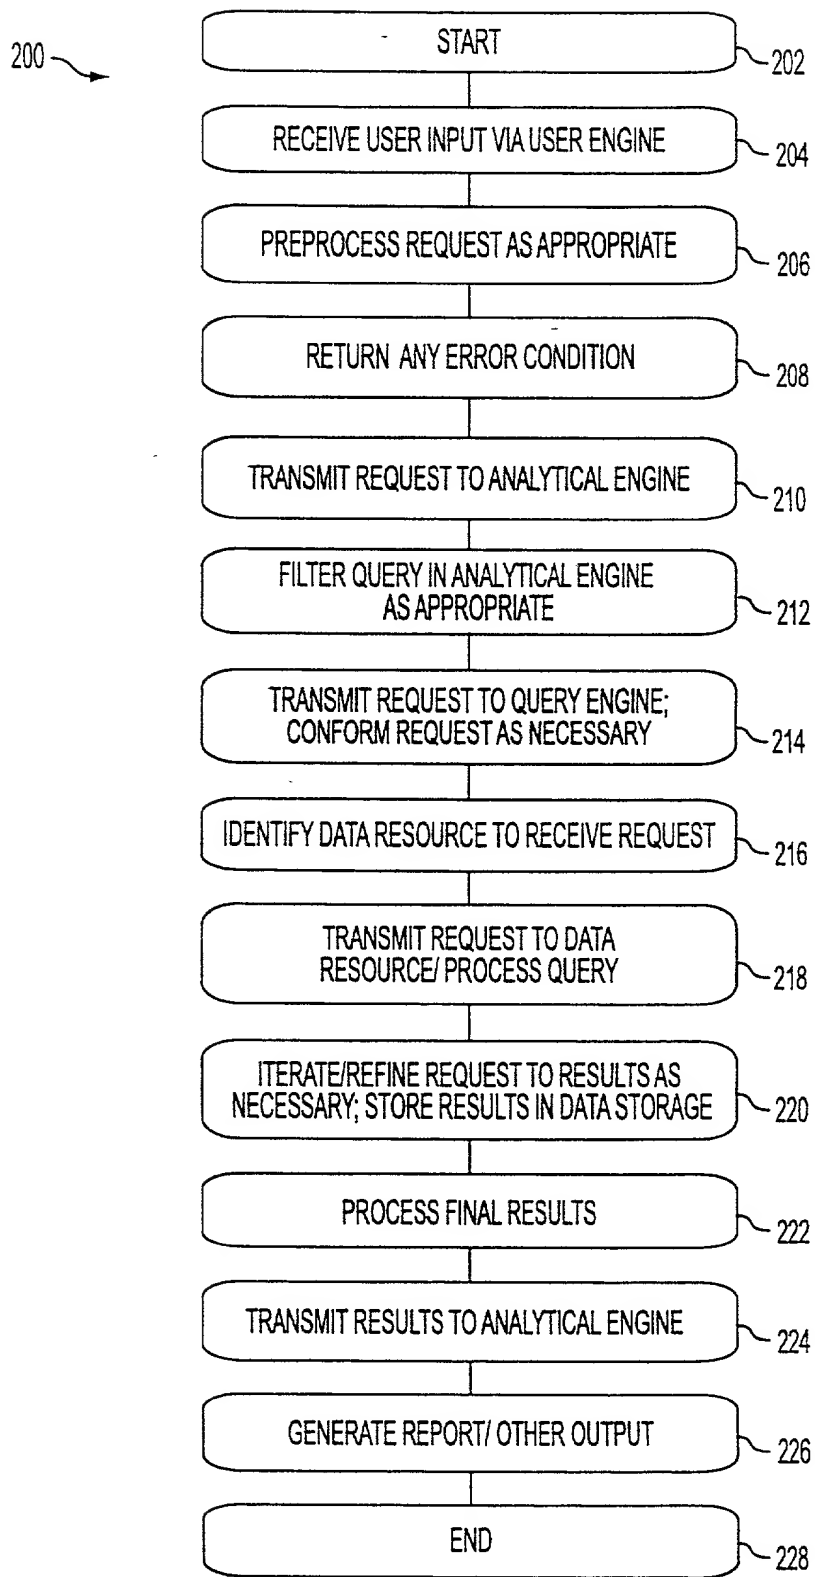 200
START
202
RECEIVE USER INPUT VIA USER ENGINE
204
PREPROCESS REQUEST AS APPROPRIATE
206
RETURN ANY ERROR CONDITION
208
TRANSMIT REQUEST TO ANALYTICAL ENGINE
210
FILTER QUERY IN ANALYTICAL ENGINE
AS APPROPRIATE
212
TRANSMIT REQUEST TO QUERY ENGINE;
CONFORM REQUEST AS NECESSARY
214
IDENTIFY DATA RESOURCE TO RECEIVE REQUEST
216
TRANSMIT REQUEST TO DATA
RESOURCE/ PROCESS QUERY
218
ITERATE/REFINE REQUEST TO RESULTS AS
NECESSARY; STORE RESULTS IN DATA STORAGE
220
PROCESS FINAL RESULTS
222
TRANSMIT RESULTS TO ANALYTICAL ENGINE
224
GENERATE REPORT/ OTHER OUTPUT
226
END
228